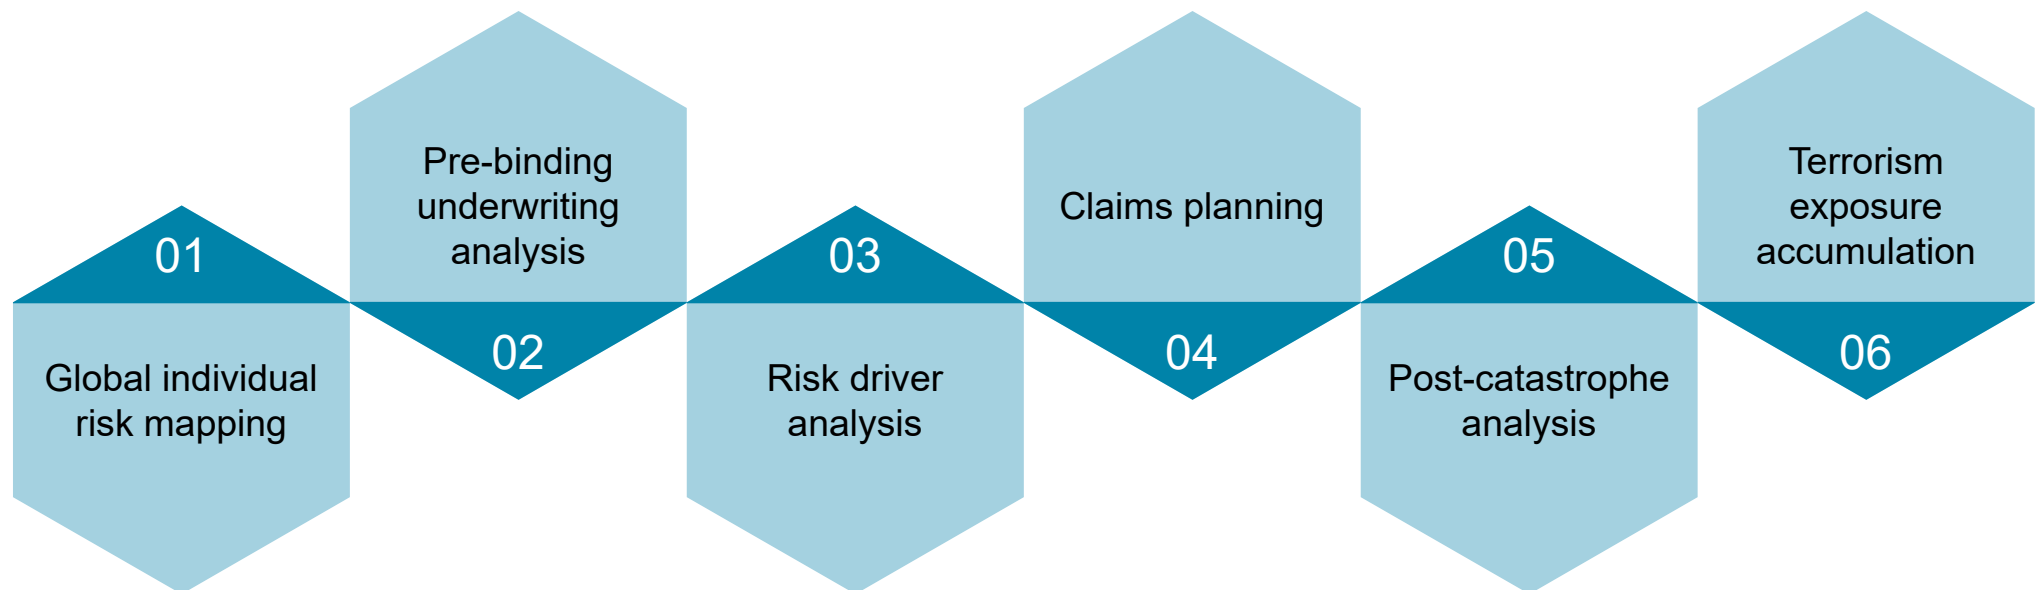 01
Global individual
risk mapping
Pre-binding
underwriting
analysis
02
03
Risk driver
analysis
Claims planning
04
05
Post-catastrophe
analysis
Terrorism
exposure
accumulation
06